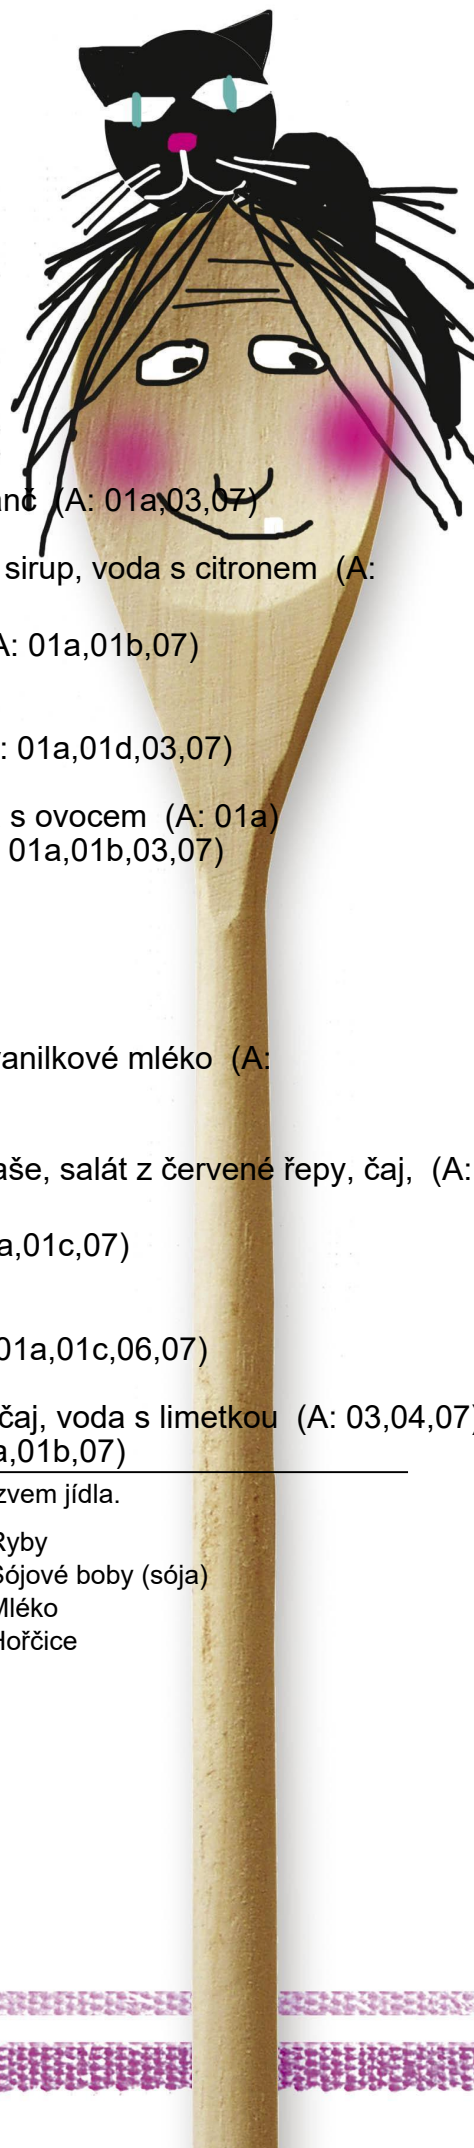 (A: 01a,03,07)
sirup, voda s citronem (A:
A: 01a,01b,07)
: 01a,01d,03,07)
s ovocem (A: 01a)
01a,01b,03,07)
vanilkové mléko (A:
aše, salát z červené řepy, čaj, (A:
a,01c,07)
01a,01c,06,07)
čaj, voda s limetkou (A: 03,04,07)
a,01b,07)
zvem jídla.
Ryby
Sójové boby (sója)
Mléko
Hořčice